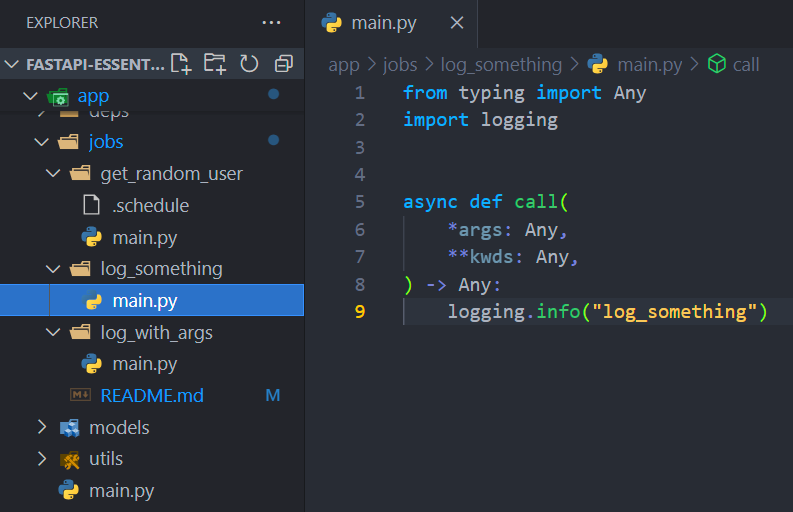 EXPLORER
FASTAPI-ESSENT...
app
deps
jobs
get_random_user
.schedule
main.py
log_something
main.py
log_with_args
main.py
README.md M
models
utils
main.py
main.py
app > jobs > log_something > main.py > call
1 from typing import Any
2 import logging
3
4
5 async def call(
6     *args: Any,
7     **kwds: Any,
8 ) -> Any:
9     logging.info("log_something")